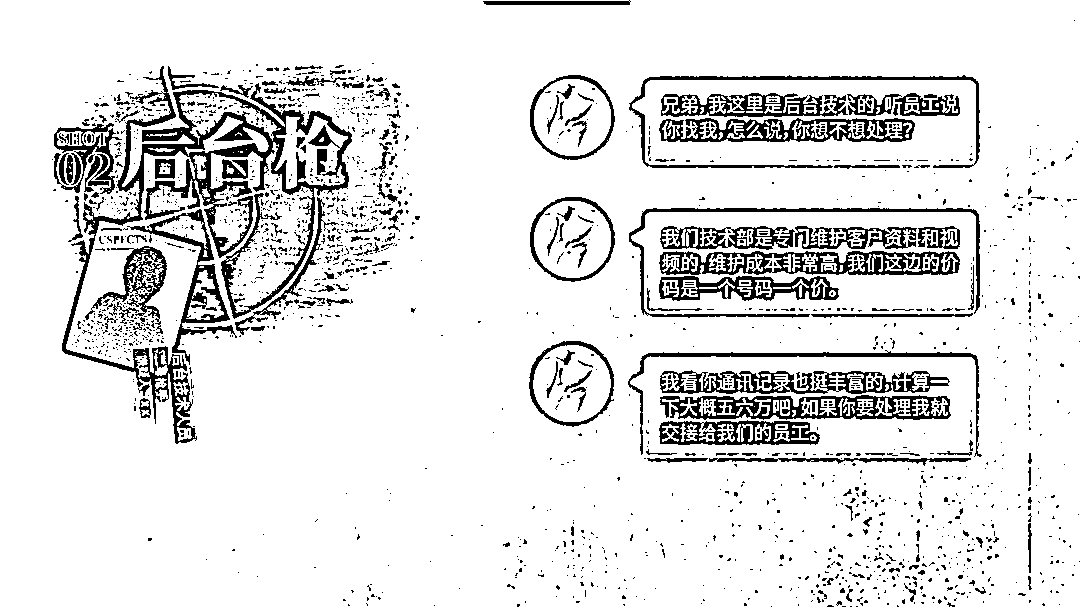 SHOT
02
后台枪
USPECTS
后台技术人员
兄弟,我这里是后台技术的,听员工说
你找我,怎么说,你想不想处理?
我们技术部是专门维护客户资料和视
频的,维护成本非常高,我们这边的价
码是一个号码一个价。
我看你通讯记录也挺丰富的,计算一
下大概五六万吧,如果你要处理我就
交接给我们的员工。